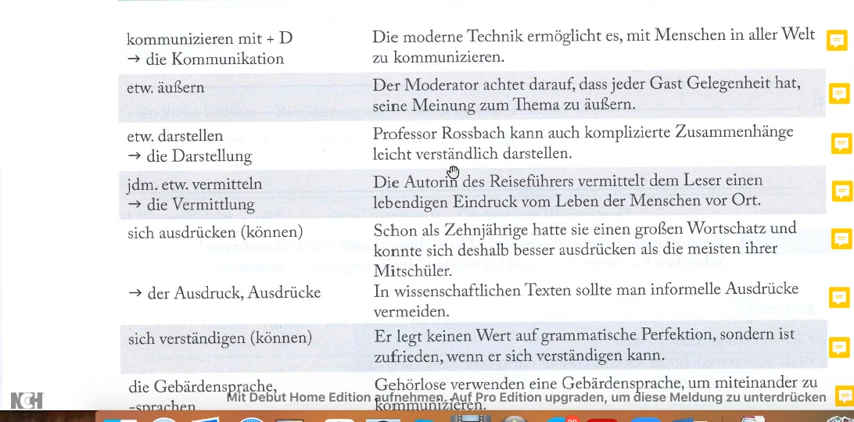 kommunizieren mit + D
→ die Kommunikation
Die moderne Technik ermöglicht es, mit Menschen in aller Welt
zu kommunizieren.
etw. äußern
Der Moderator achtet darauf, dass jeder Gast Gelegenheit hat,
seine Meinung zum Thema zu äußern.
etw. darstellen
→ die Darstellung
Professor Rossbach kann auch komplizierte Zusammenhänge
leicht verständlich darstellen.
jdm. etw. vermitteln
→ die Vermittlung
Die Autorin des Reiseführers vermittelt dem Leser einen
lebendigen Eindruck vom Leben der Menschen vor Ort.
sich ausdrücken (können)
Schon als Zehnjährige hatte sie einen großen Wortschatz und
konnte sich deshalb besser ausdrücken als die meisten ihrer
Mitschüler.
→ der Ausdruck, Ausdrücke
In wissenschaftlichen Texten sollte man informelle Ausdrücke
vermeiden.
sich verständigen (können)
Er legt keinen Wert auf grammatische Perfektion, sondern ist
zufrieden, wenn er sich verständigen kann.
die Gebärdensprache,
-sprachen
Gehörlose verwenden eine Gebärdensprache, um miteinander zu
kommunizieren.
NCH
Mit Debut Home Edition aufnehmen. Auf Pro Edition upgraden, um diese Meldung zu unterdrücken